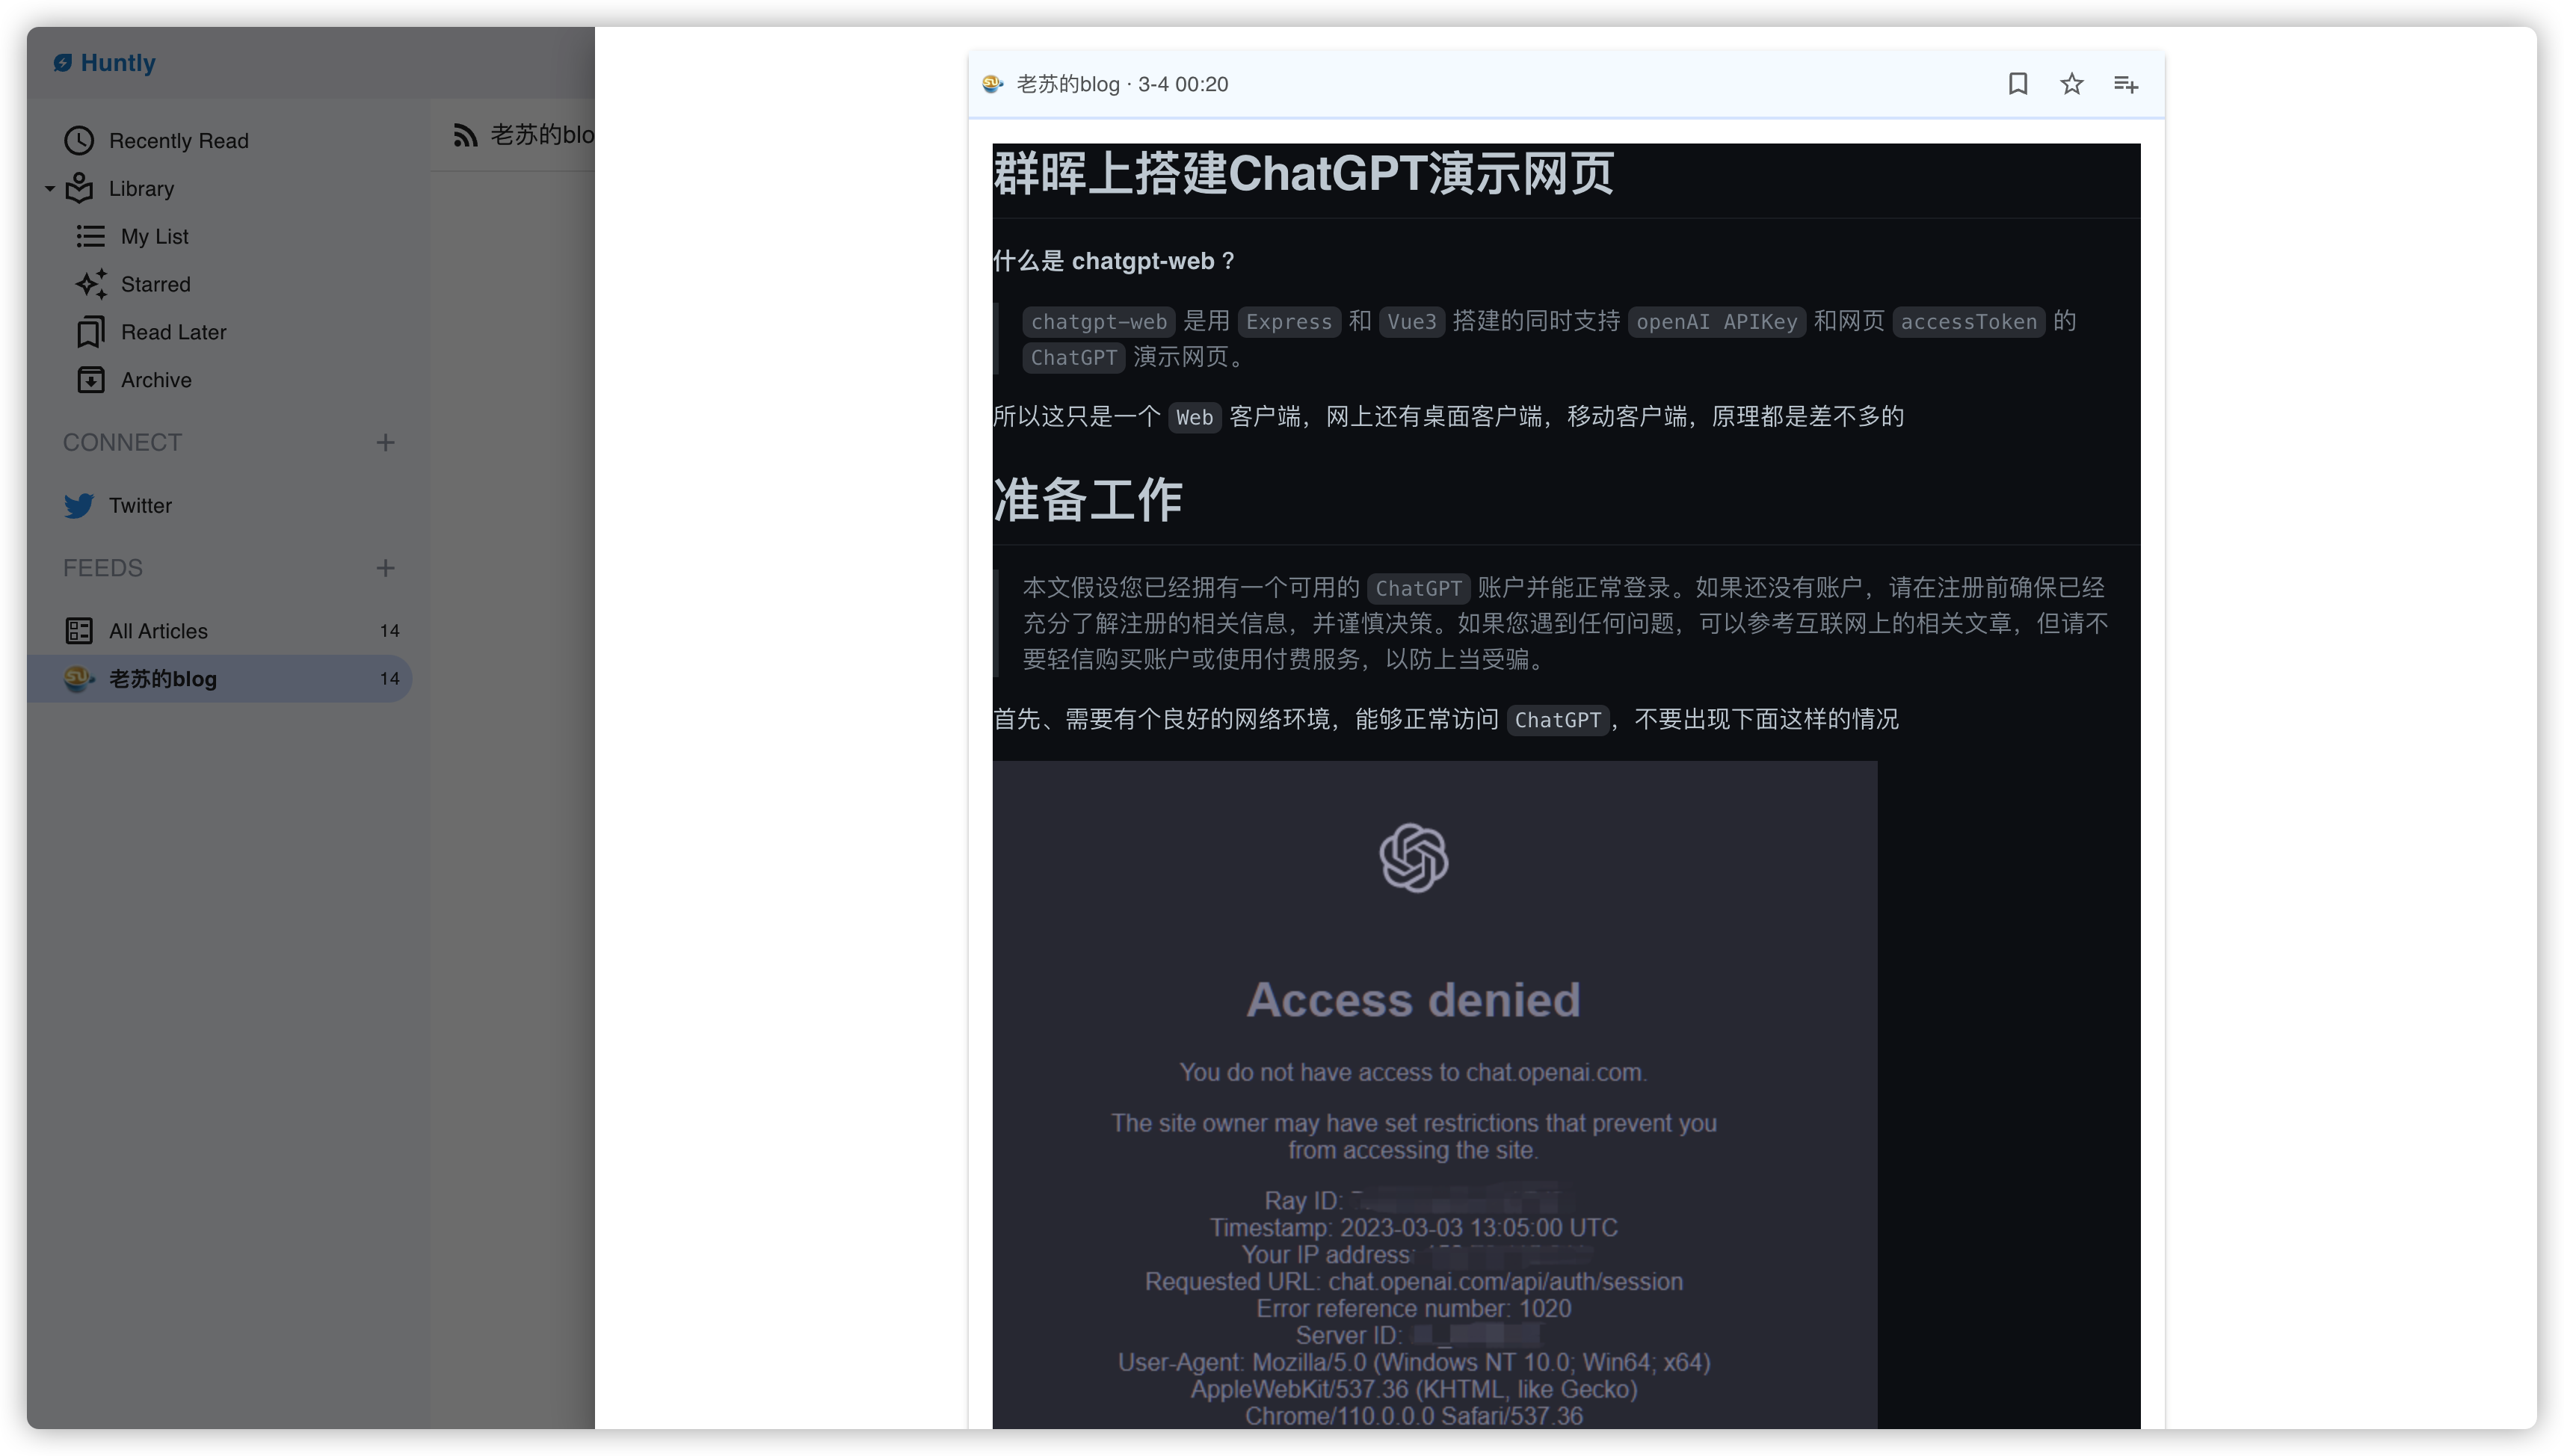 Huntly
Recently Read
Library
My List
Starred
Read Later
Archive
CONNECT
Twitter
FEEDS
All Articles 14
老苏的blog 14
老苏的blo
老苏的blog · 3-4 00:20
群晖上搭建ChatGPT演示网页
什么是 chatgpt-web ?
chatgpt-web 是用 Express 和 Vue3 搭建的同时支持 openAI APIKey 和网页 accessToken 的
ChatGPT 演示网页。
所以这只是一个 Web 客户端，网上还有桌面客户端，移动客户端，原理都是差不多的
准备工作
本文假设您已经拥有一个可用的 ChatGPT 账户并能正常登录。如果还没有账户，请在注册前确保已经
充分了解注册的相关信息，并谨慎决策。如果您遇到任何问题，可以参考互联网上的相关文章，但请不
要轻信购买账户或使用付费服务，以防上当受骗。
首先、需要有个良好的网络环境，能够正常访问 ChatGPT，不要出现下面这样的情况
Access denied
You do not have access to chat.openai.com.
The site owner may have set restrictions that prevent you
from accessing the site.
Ray ID:
Timestamp: 2023-03-03 13:05:00 UTC
Your IP address:
Requested URL: chat.openai.com/api/auth/session
Error reference number: 1020
Server ID:
User-Agent: Mozilla/5.0 (Windows NT 10.0; Win64; x64)
AppleWebKit/537.36 (KHTML, like Gecko)
Chrome/110.0.0.0 Safari/537.36